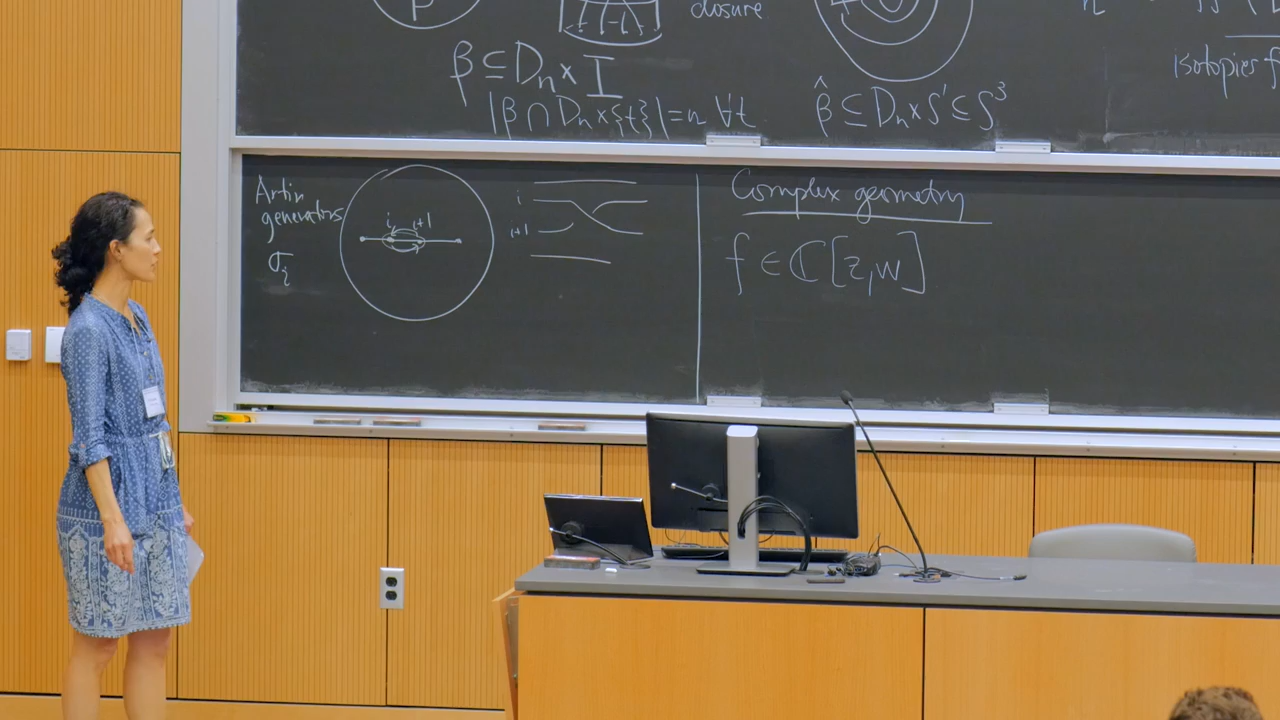 closure
β ⊆ Dₙ × I
|β ∩ Dₙ×{t}| = n ∀t
β̂ ⊆ Dₙ × S¹ ⊆ S³
isotopies
Artin
generators
σᵢ
i i+1
i
i+1
Complex geometry
f ∈ ℂ[z,w]